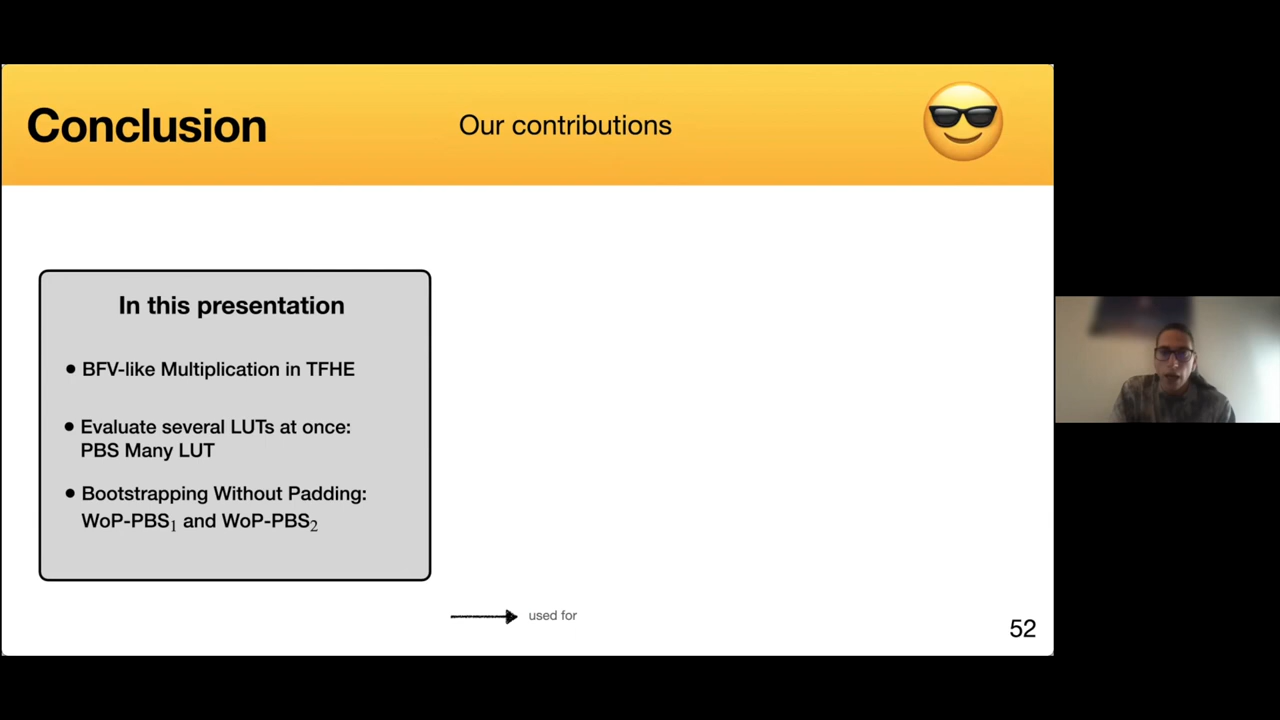 Conclusion
Our contributions
In this presentation
• BFV-like Multiplication in TFHE
• Evaluate several LUTs at once:
PBS Many LUT
• Bootstrapping Without Padding:
WoP-PBS₁ and WoP-PBS₂
used for
52